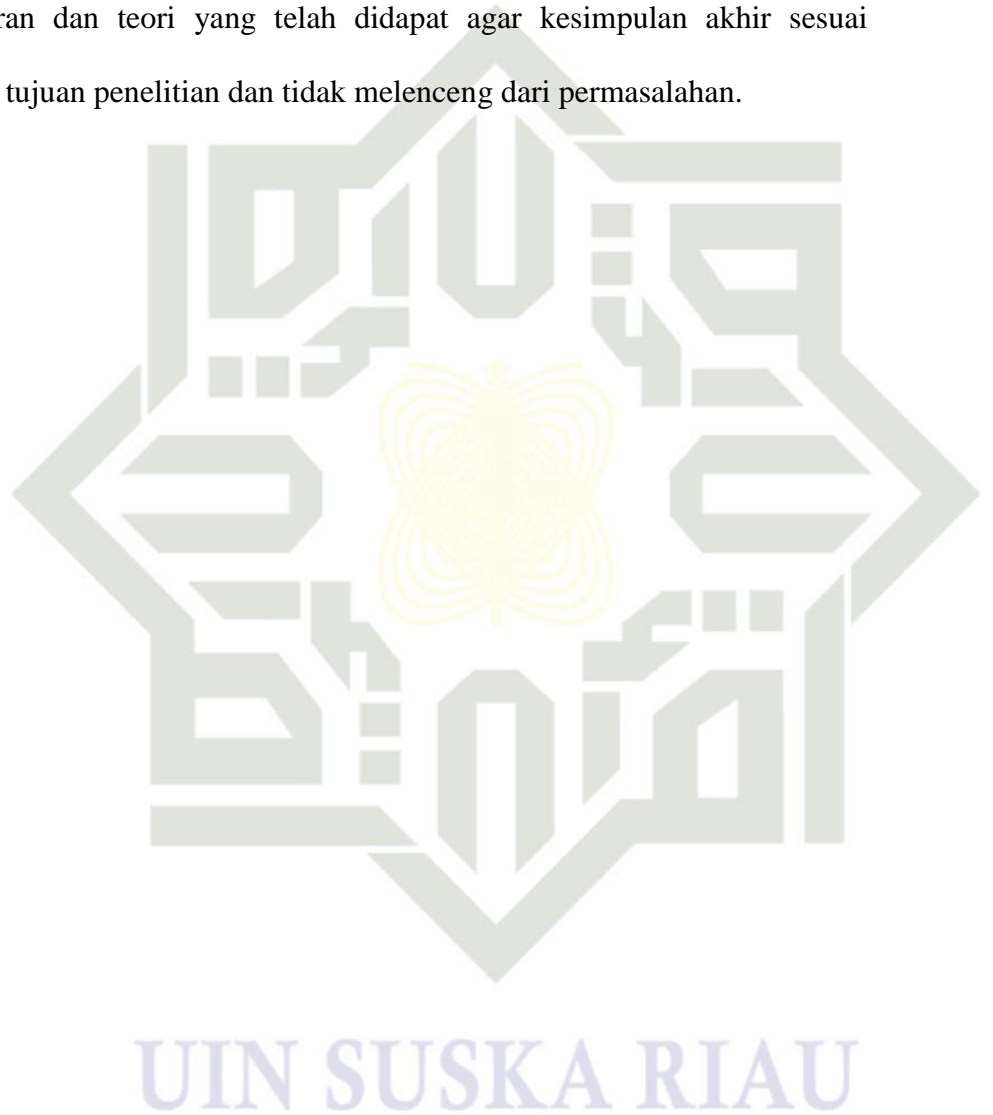 dan teori yang telah didapat agar kesimpulan akhir sesuai
tujuan penelitian dan tidak melenceng dari permasalahan.
UIN SUSKA RIAU